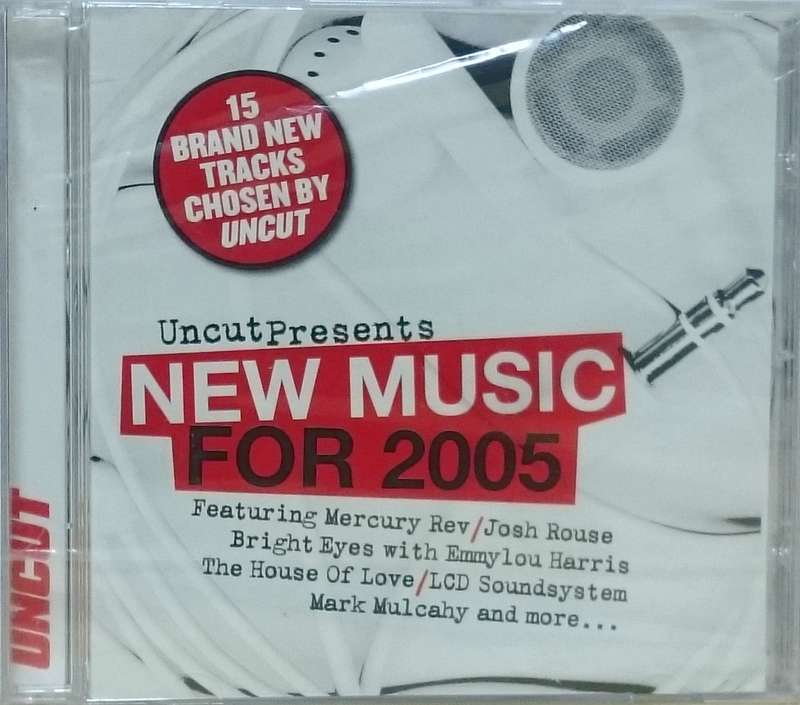 15
BRAND NEW
TRACKS
CHOSEN BY
UNCUT
UncutPresents
NEW MUSIC
FOR 2005
Featuring Mercury Rev/Josh Rouse
Bright Eyes with Emmylou Harris
The House Of Love/LCD Soundsystem
Mark Mulcahy and more...
UNCUT